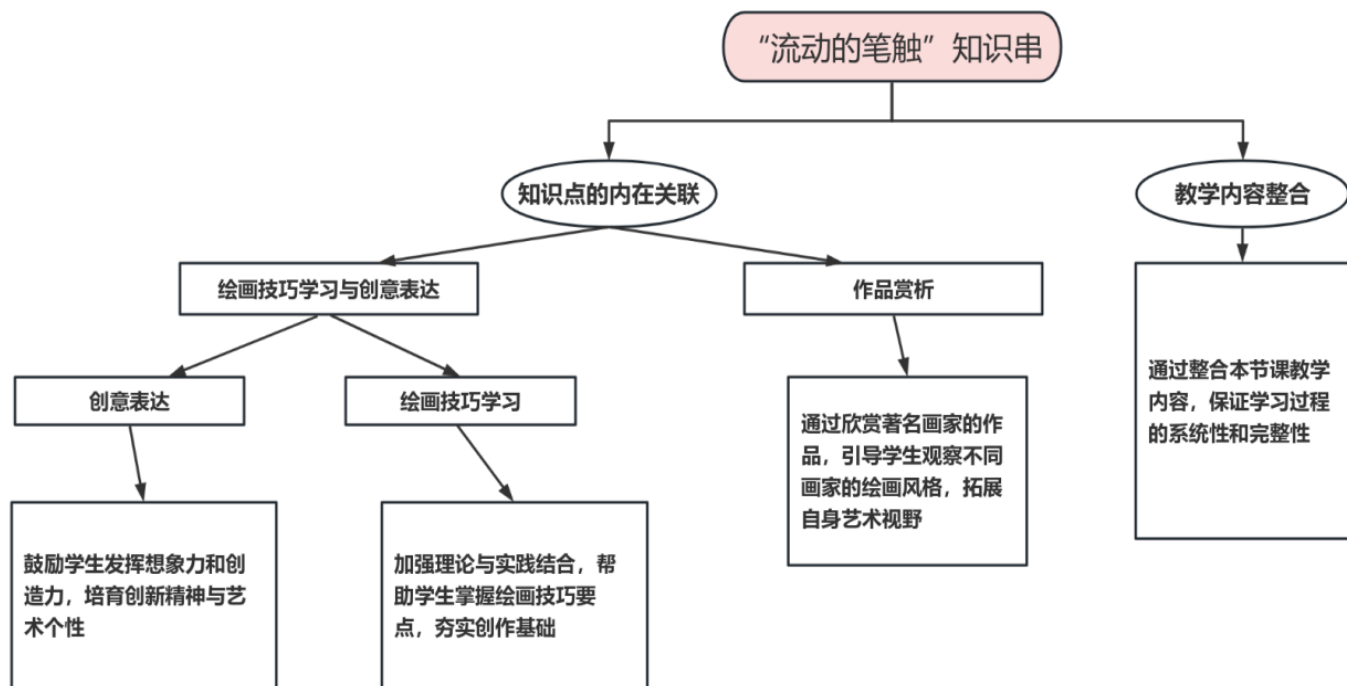 “流动的笔触”知识串
知识点的内在关联
教学内容整合
绘画技巧学习与创意表达
作品赏析
创意表达
绘画技巧学习
通过欣赏著名画家的作
品，引导学生观察不同
画家的绘画风格，拓展
自身艺术视野
通过整合本节课教学
内容，保证学习过程
的系统性和完整性
鼓励学生发挥想象力和创
造力，培育创新精神与艺
术个性
加强理论与实践结合，帮
助学生掌握绘画技巧要
点，夯实创作基础